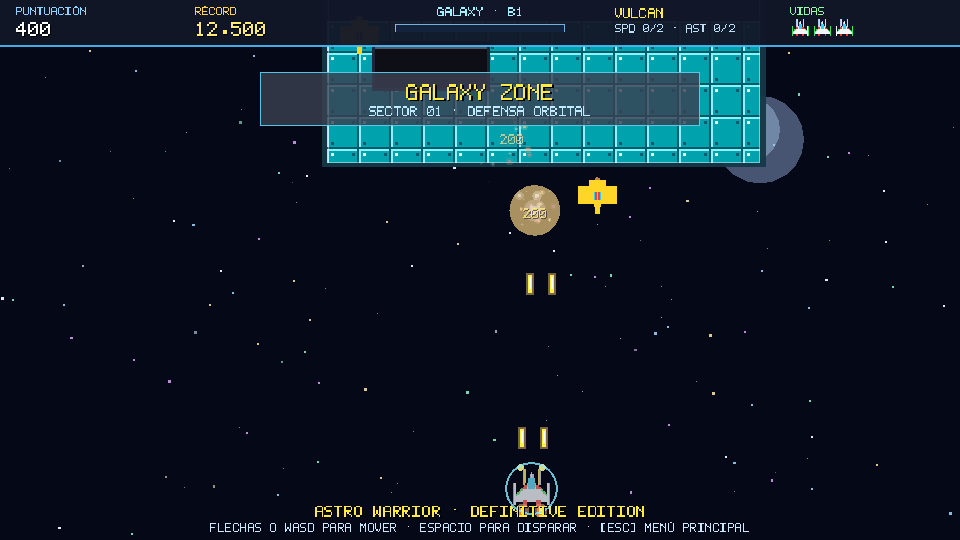 PUNTUACIÓN
400
RÉCORD
12.500
GALAXY · B1
VULCAN
SPD 0/2 · AST 0/2
VIDAS
GALAXY ZONE
SECTOR 01 · DEFENSA ORBITAL
200
200
ASTRO WARRIOR · DEFINITIVE EDITION
FLECHAS O WASD PARA MOVER · ESPACIO PARA DISPARAR · [ESC] MENÚ PRINCIPAL